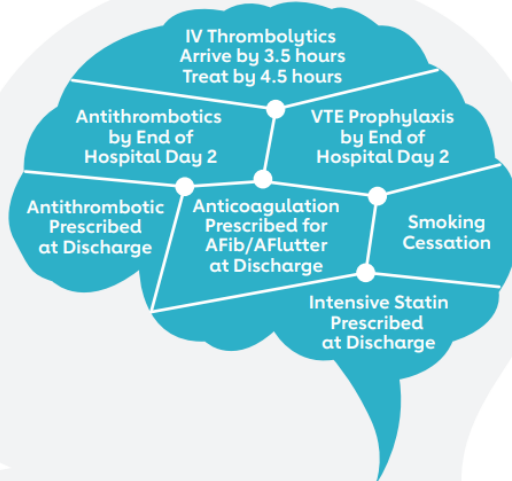 IV Thrombolytics
Arrive by 3.5 hours
Treat by 4.5 hours
Antithrombotics
by End of
Hospital Day 2
VTE Prophylaxis
by End of
Hospital Day 2
Antithrombotic
Prescribed
at Discharge
Anticoagulation
Prescribed for
AFib/AFlutter
at Discharge
Smoking
Cessation
Intensive Statin
Prescribed
at Discharge